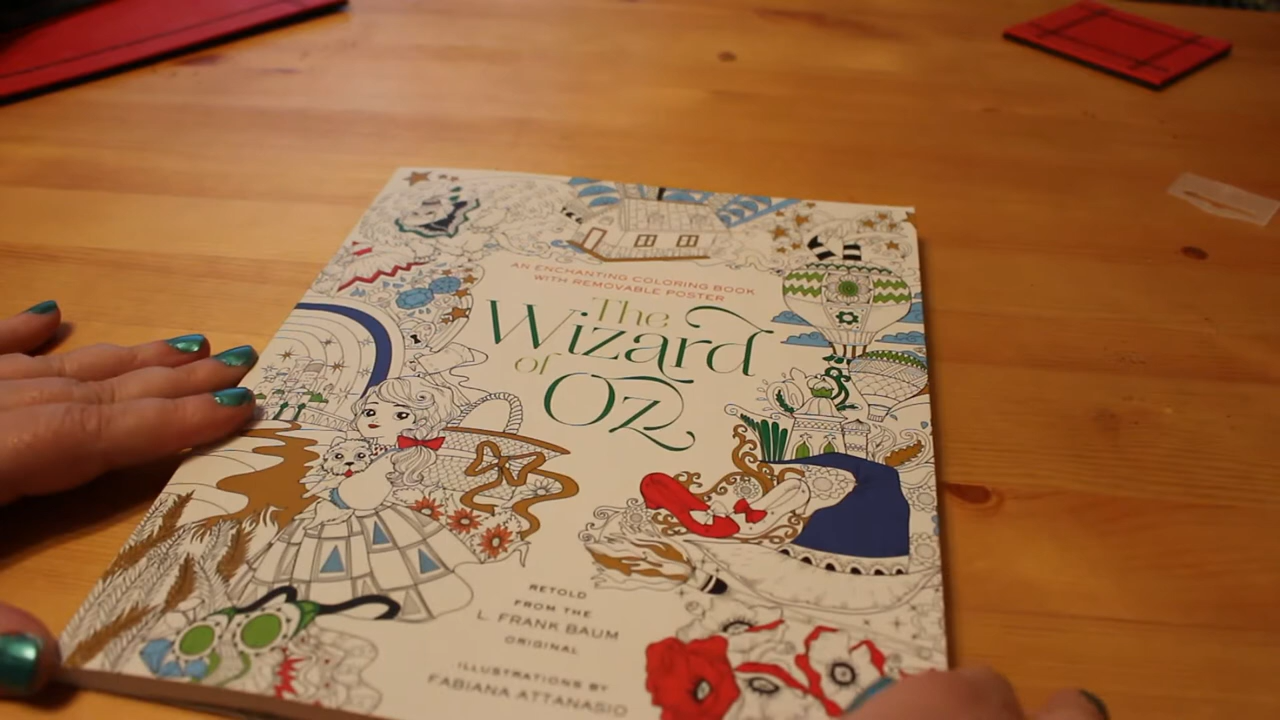 AN ENCHANTING COLORING BOOK
WITH REMOVABLE POSTER
The
Wizard
of
Oz
RETOLD
FROM THE
L. FRANK BAUM
ORIGINAL
ILLUSTRATIONS BY
FABIANA ATTANASIO